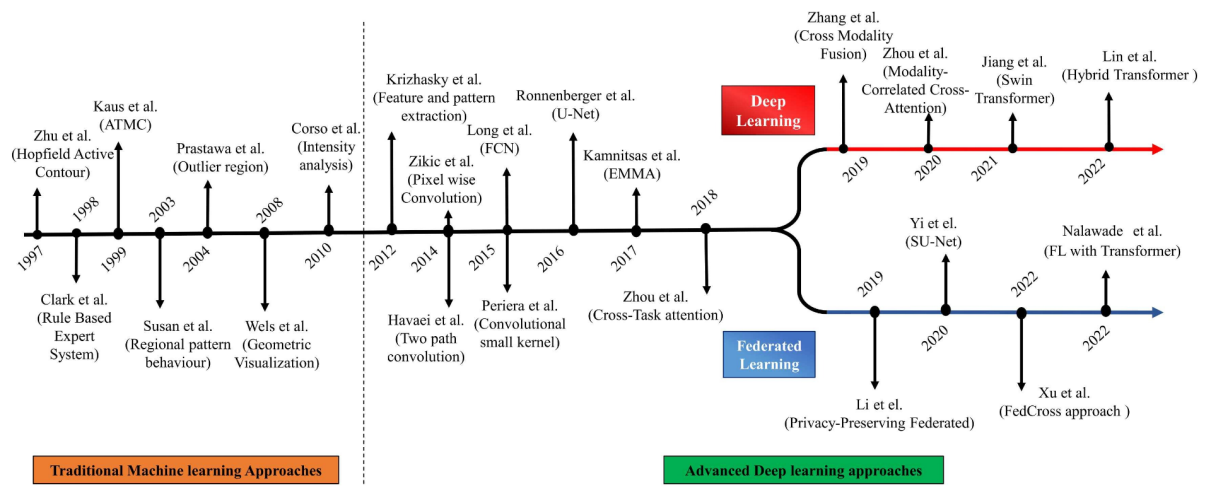 Zhu et al.
(Hopfield Active
Contour)
1997
1998
Clark et al.
(Rule Based
Expert
System)
Kaus et al.
(ATMC)
1999
2003
Susan et al.
(Regional pattern
behaviour)
Prastawa et al.
(Outlier region)
2004
2008
Wels et al.
(Geometric
Visualization)
Corso et al.
(Intensity
analysis)
2010
Krizhasky et al.
(Feature and pattern
extraction)
2012
Zikic et al.
(Pixel wise
Convolution)
2014
Havaei et al.
(Two path
convolution)
Long et al.
(FCN)
2015
Periera et al.
(Convolutional
small kernel)
Ronnenberger et al.
(U-Net)
2016
Kamnitsas et al.
(EMMA)
2017
2018
Zhou et al.
(Cross-Task attention)
Deep
Learning
Zhang et al.
(Cross Modality
Fusion)
2019
Zhou et al.
(Modality-
Correlated Cross-
Attention)
2020
Jiang et al.
(Swin
Transformer)
2021
Lin et al.
(Hybrid Transformer )
2022
Federated
Learning
2019
Li et el.
(Privacy-Preserving Federated)
Yi et el.
(SU-Net)
2020
2022
Xu et al.
(FedCross approach )
Nalawade et al.
(FL with Transformer)
2022
Traditional Machine learning Approaches
Advanced Deep learning approaches